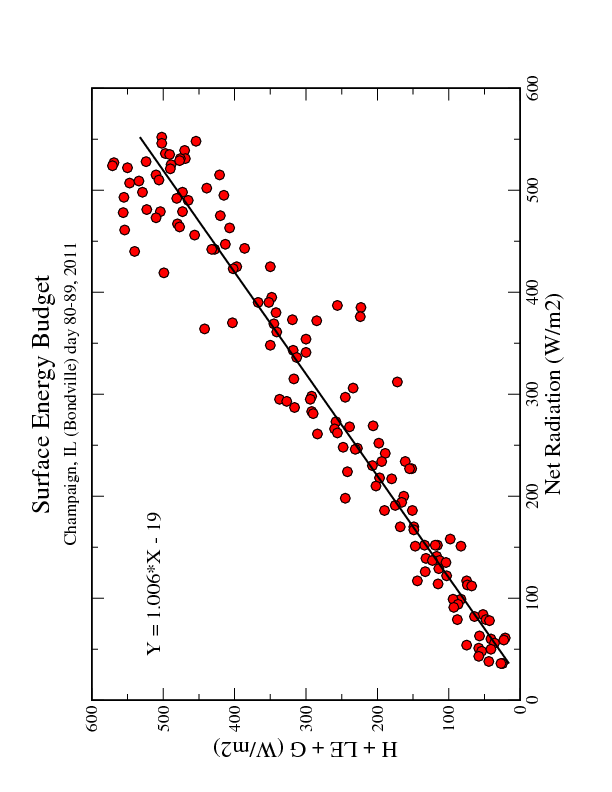 Surface Energy Budget
Champaign, IL (Bondville) day 80-89, 2011
Y = 1.006*X - 19
600
500
400
300
200
100
0
H + LE + G (W/m2)
0
100
200
300
400
500
600
Net Radiation (W/m2)